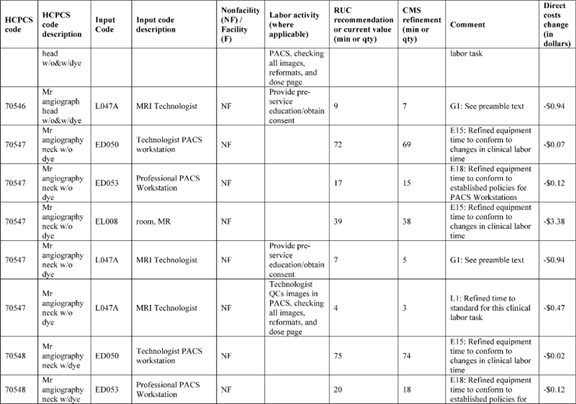 HCPCS code | HCPCS code description | Input Code | Input code description | Nonfacility (NF) / Facility (F) | Labor activity (where applicable) | RUC recommendation or current value (min or qty) | CMS refinement (min or qty) | Comment | Direct costs change (in dollars)
head w/o&w/dye | PACS, checking all images, reformats, and dose page | labor task
70546 | Mr angiograph head w/o&w/dye | L047A | MRI Technologist | NF | Provide pre-service education/obtain consent | 9 | 7 | G1: See preamble text | -$0.94
70547 | Mr angiography neck w/o dye | ED050 | Technologist PACS workstation | NF | 72 | 69 | E15: Refined equipment time to conform to changes in clinical labor time | -$0.07
70547 | Mr angiography neck w/o dye | ED053 | Professional PACS Workstation | NF | 17 | 15 | E18: Refined equipment time to conform to established policies for PACS Workstations | -$0.12
70547 | Mr angiography neck w/o dye | EL008 | room, MR | NF | 39 | 38 | E15: Refined equipment time to conform to changes in clinical labor time | -$3.38
70547 | Mr angiography neck w/o dye | L047A | MRI Technologist | NF | Provide pre-service education/obtain consent | 7 | 5 | G1: See preamble text | -$0.94
70547 | Mr angiography neck w/o dye | L047A | MRI Technologist | NF | Technologist QCs images in PACS, checking all images, reformats, and dose page | 4 | 3 | L1: Refined time to standard for this clinical labor task | -$0.47
70548 | Mr angiography neck w/dye | ED050 | Technologist PACS workstation | NF | 75 | 74 | E15: Refined equipment time to conform to changes in clinical labor time | -$0.02
70548 | Mr angiography neck w/dye | ED053 | Professional PACS Workstation | NF | 20 | 18 | E18: Refined equipment time to conform to established policies for | -$0.12